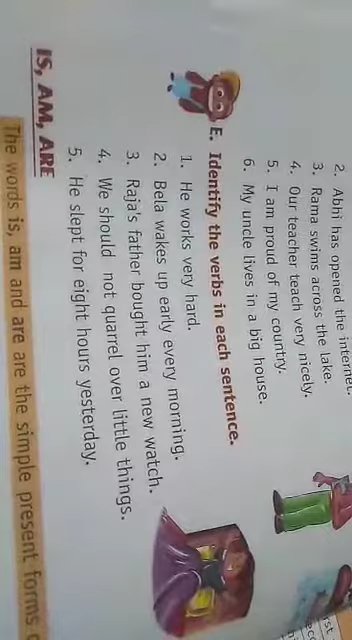 2. Abhi has opened the internet.
3. Rama swims across the lake.
4. Our teacher teach very nicely.
5. I am proud of my country.
6. My uncle lives in a big house.
E. Identify the verbs in each sentence.
1. He works very hard.
2. Bela wakes up early every morning.
3. Raja's father bought him a new watch.
4. We should not quarrel over little things.
5. He slept for eight hours yesterday.
IS, AM, ARE
The words is, am and are are the simple present forms